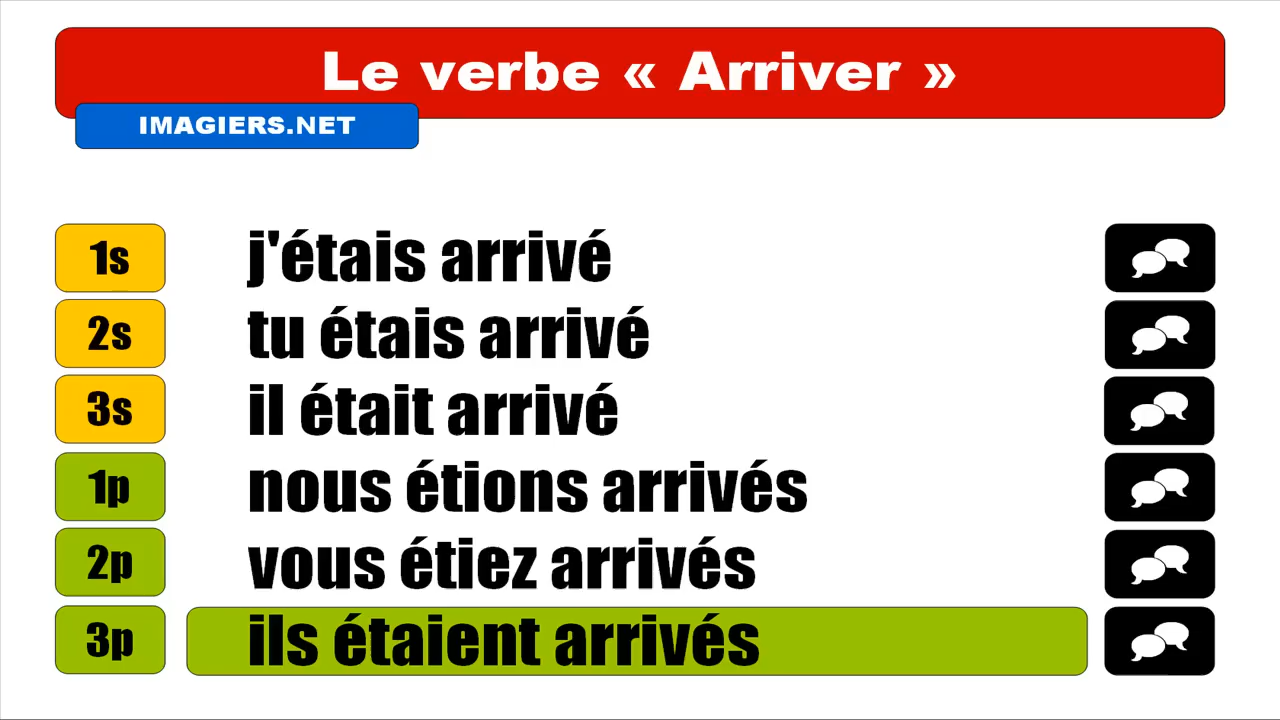 Le verbe « Arriver »
IMAGIERS.NET
1s j'étais arrivé
2s tu étais arrivé
3s il était arrivé
1p nous étions arrivés
2p vous étiez arrivés
3p ils étaient arrivés